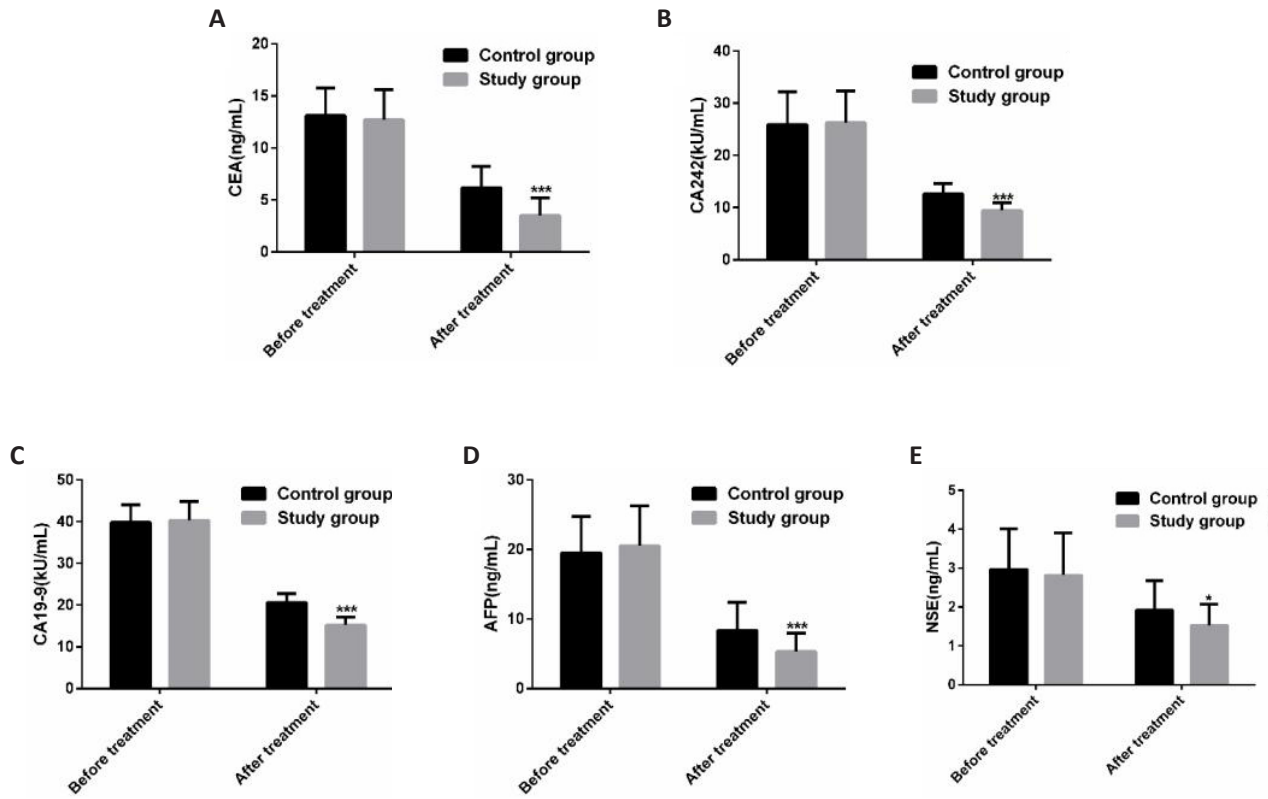 A
CEA(ng/mL)
20
15
10
5
0
Control group
Study group
***
Before treatment
After treatment
B
CA242(kU/mL)
40
30
20
10
0
Control group
Study group
***
Before treatment
After treatment
C
CA19-9(kU/mL)
50
40
30
20
10
0
Control group
Study group
***
Before treatment
After treatment
D
AFP(ng/mL)
30
20
10
0
Control group
Study group
***
Before treatment
After treatment
E
NSE(ng/mL)
5
4
3
2
1
0
Control group
Study group
*
Before treatment
After treatment